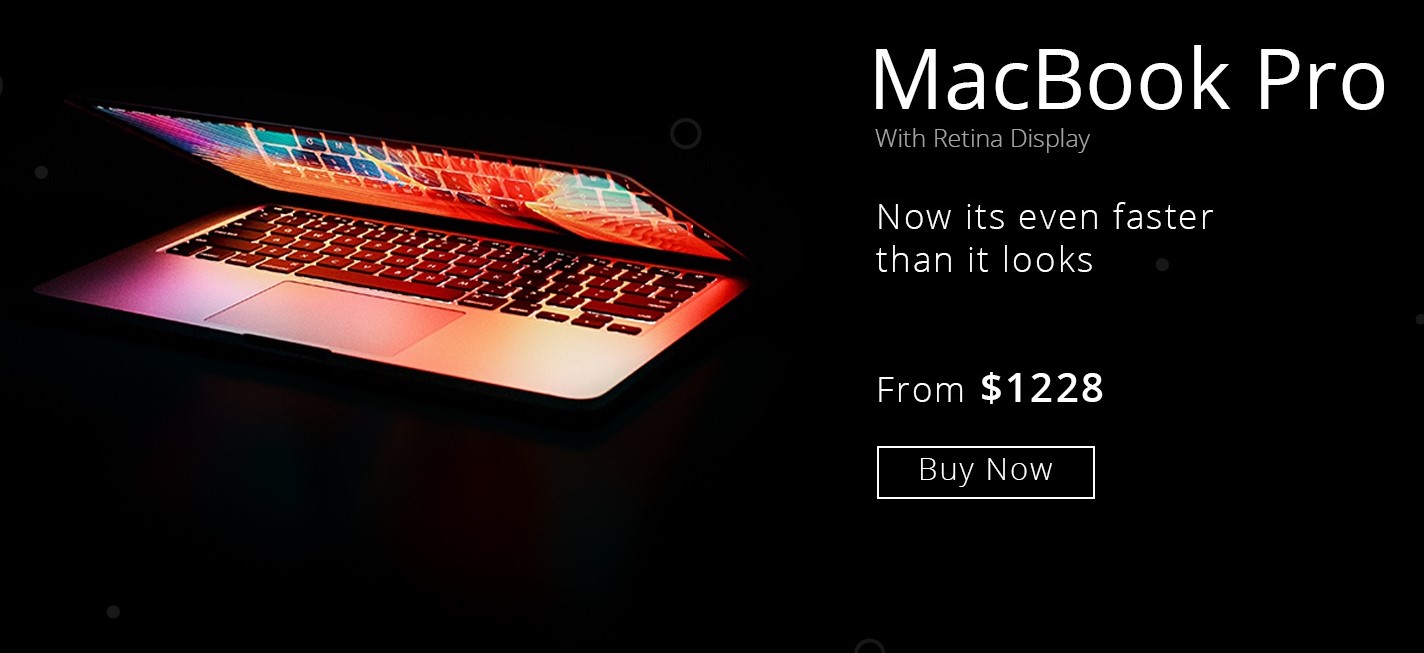 MacBook Pro
With Retina Display
Now its even faster
than it looks
From $1228
Buy Now